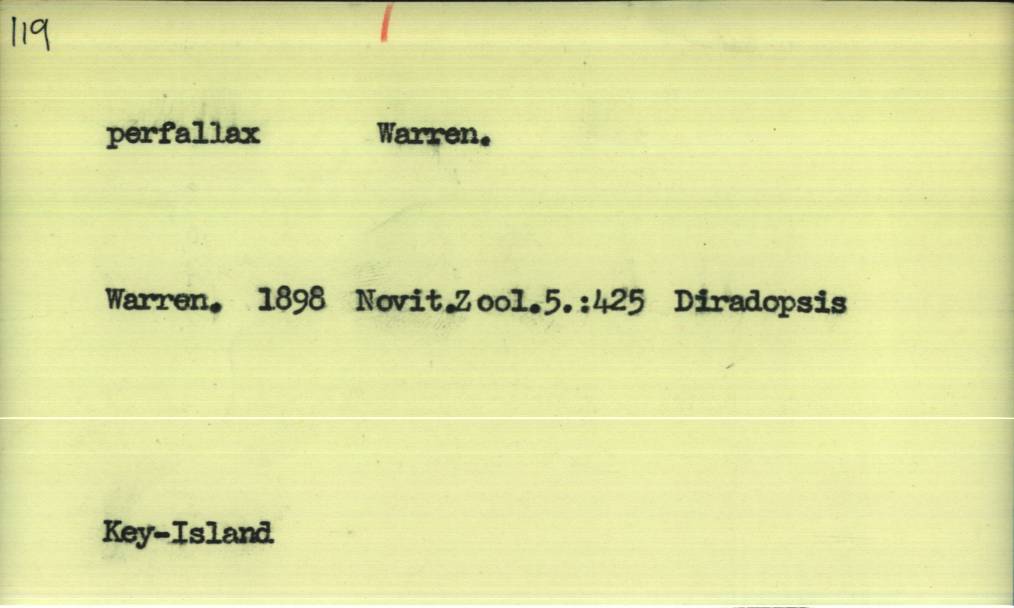 119
perfallax Warren.
Warren. 1898 Novit.Zool.5.:425 Diradopsis
Key-Island